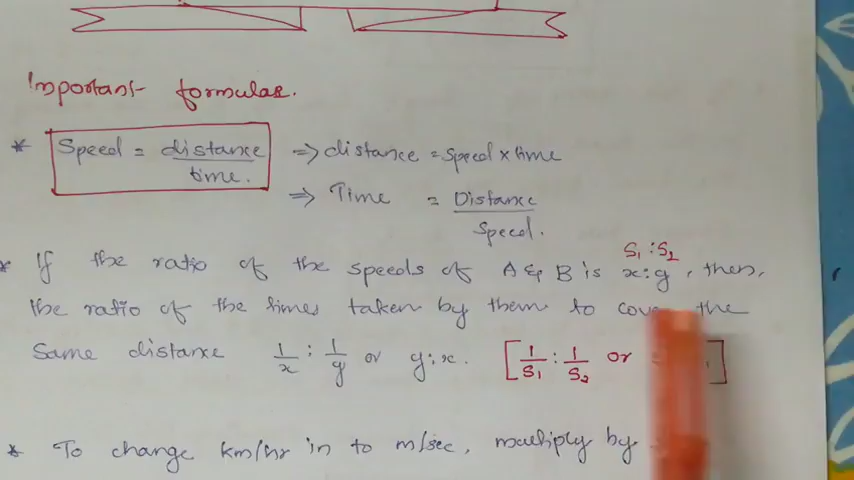 Important formulas.
* Speed = distance/time. => distance = speed x time
=> Time = Distance/Speed.
* If the ratio of the speeds of A & B is x:y, then,
S1:S2
the ratio of the times taken by them to cover the
same distance 1/x : 1/y or y:x. [1/S1 : 1/S2 or ]
* To change km/hr in to m/sec, multiply by